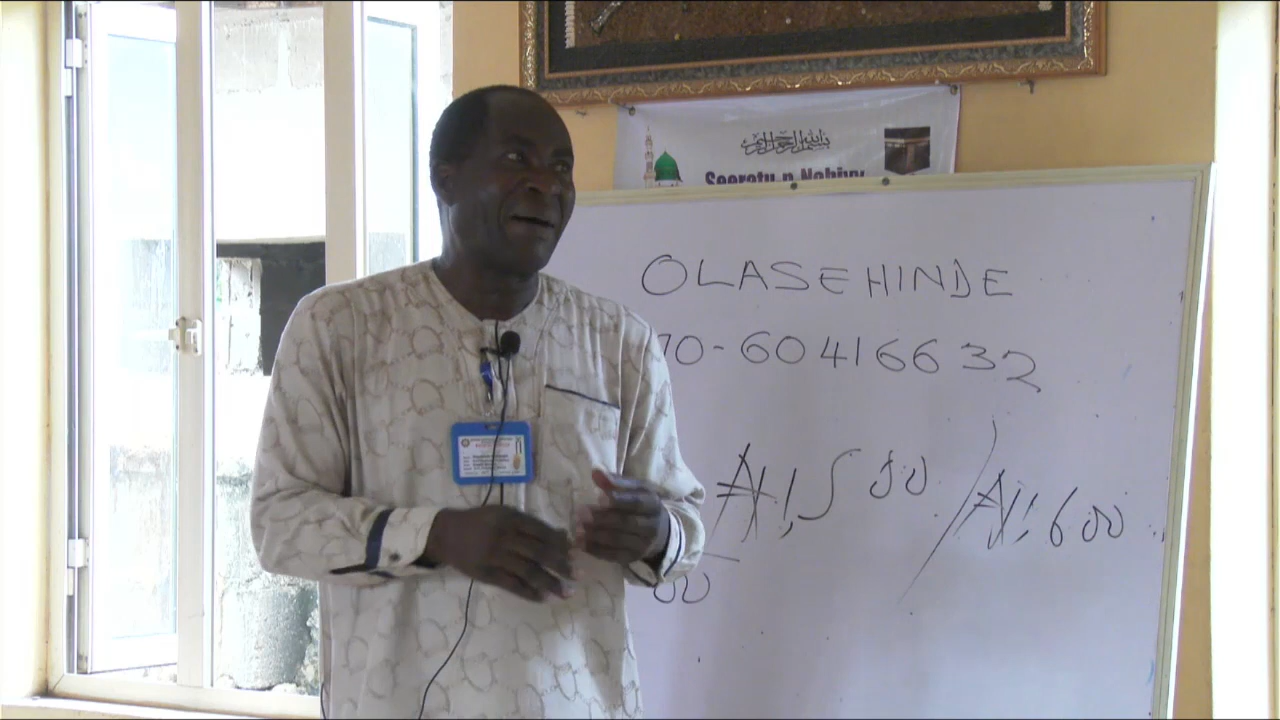 بسم الله الرحمن الرحيم
Seeratu-n-Nabiyy
OLASEHINDE
70-60416632
₦1,500 / ₦1,600
00